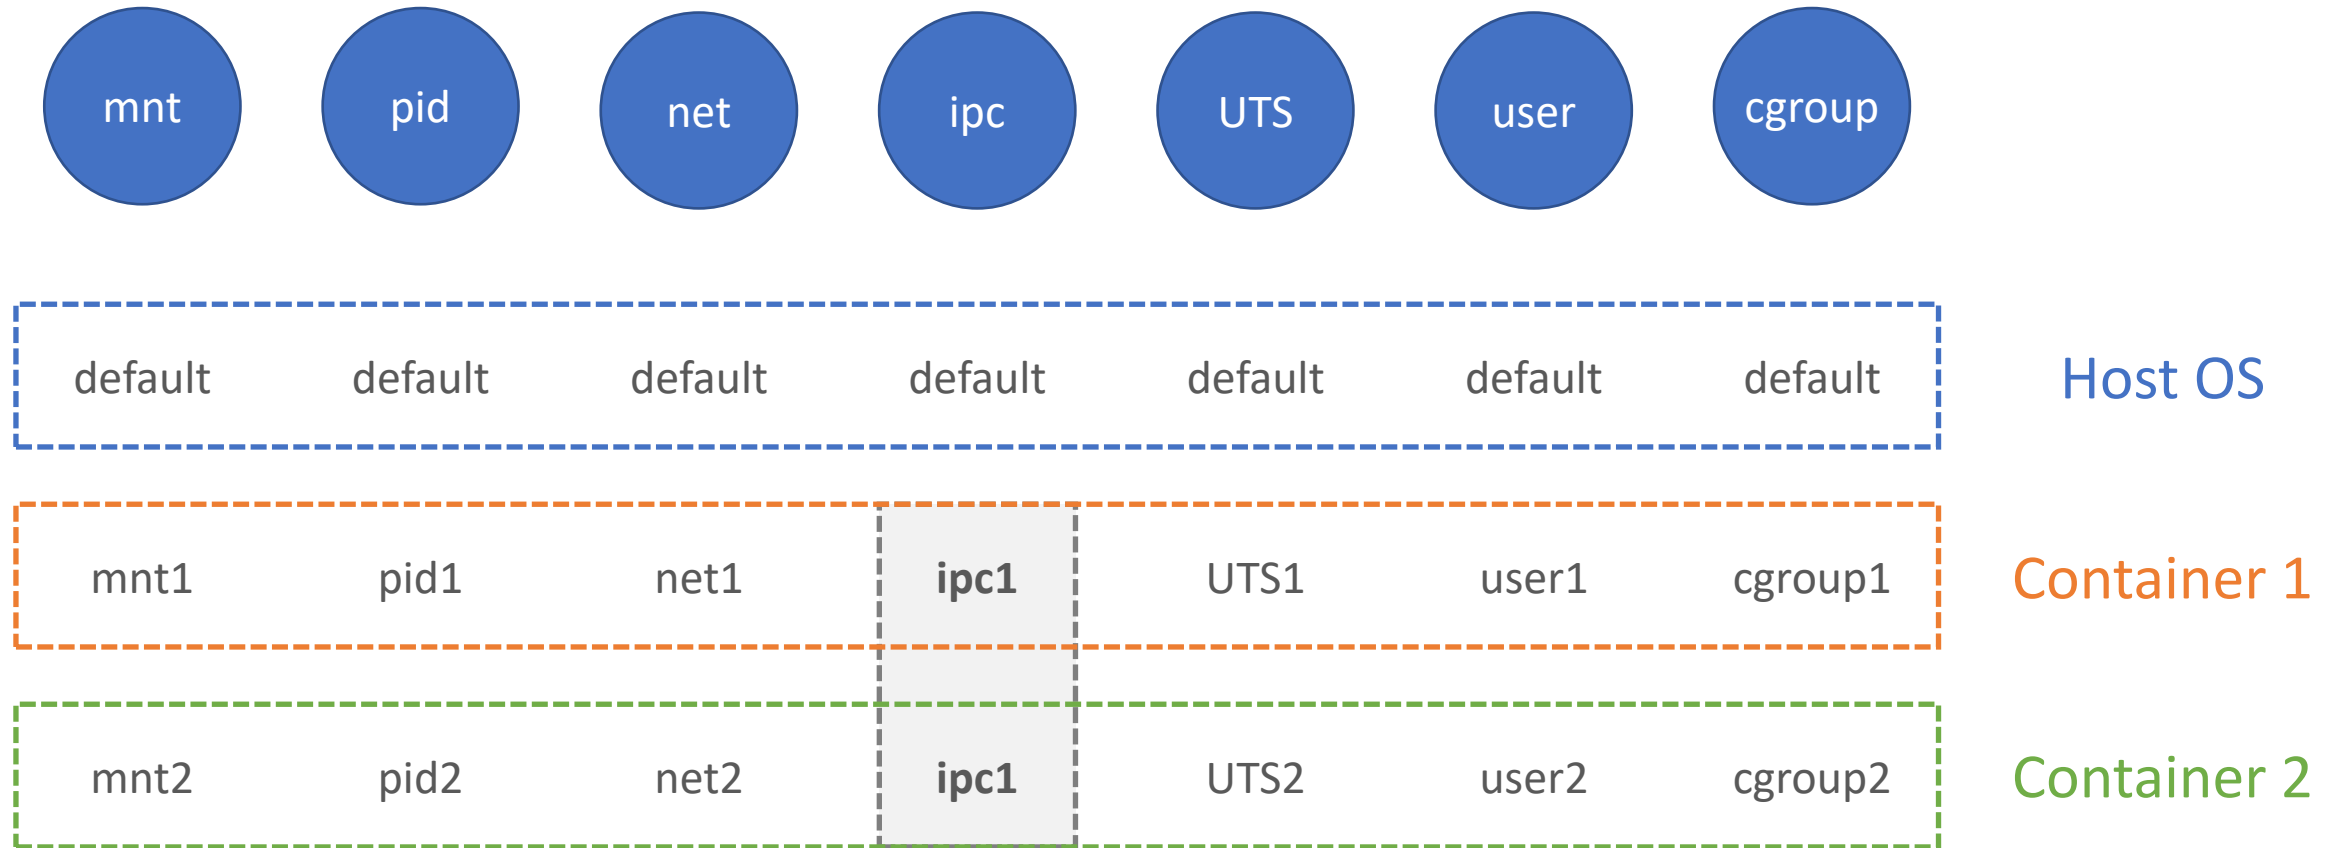 mnt pid net ipc UTS user cgroup
default default default default default default default Host OS
mnt1 pid1 net1 ipc1 UTS1 user1 cgroup1 Container 1
mnt2 pid2 net2 ipc1 UTS2 user2 cgroup2 Container 2